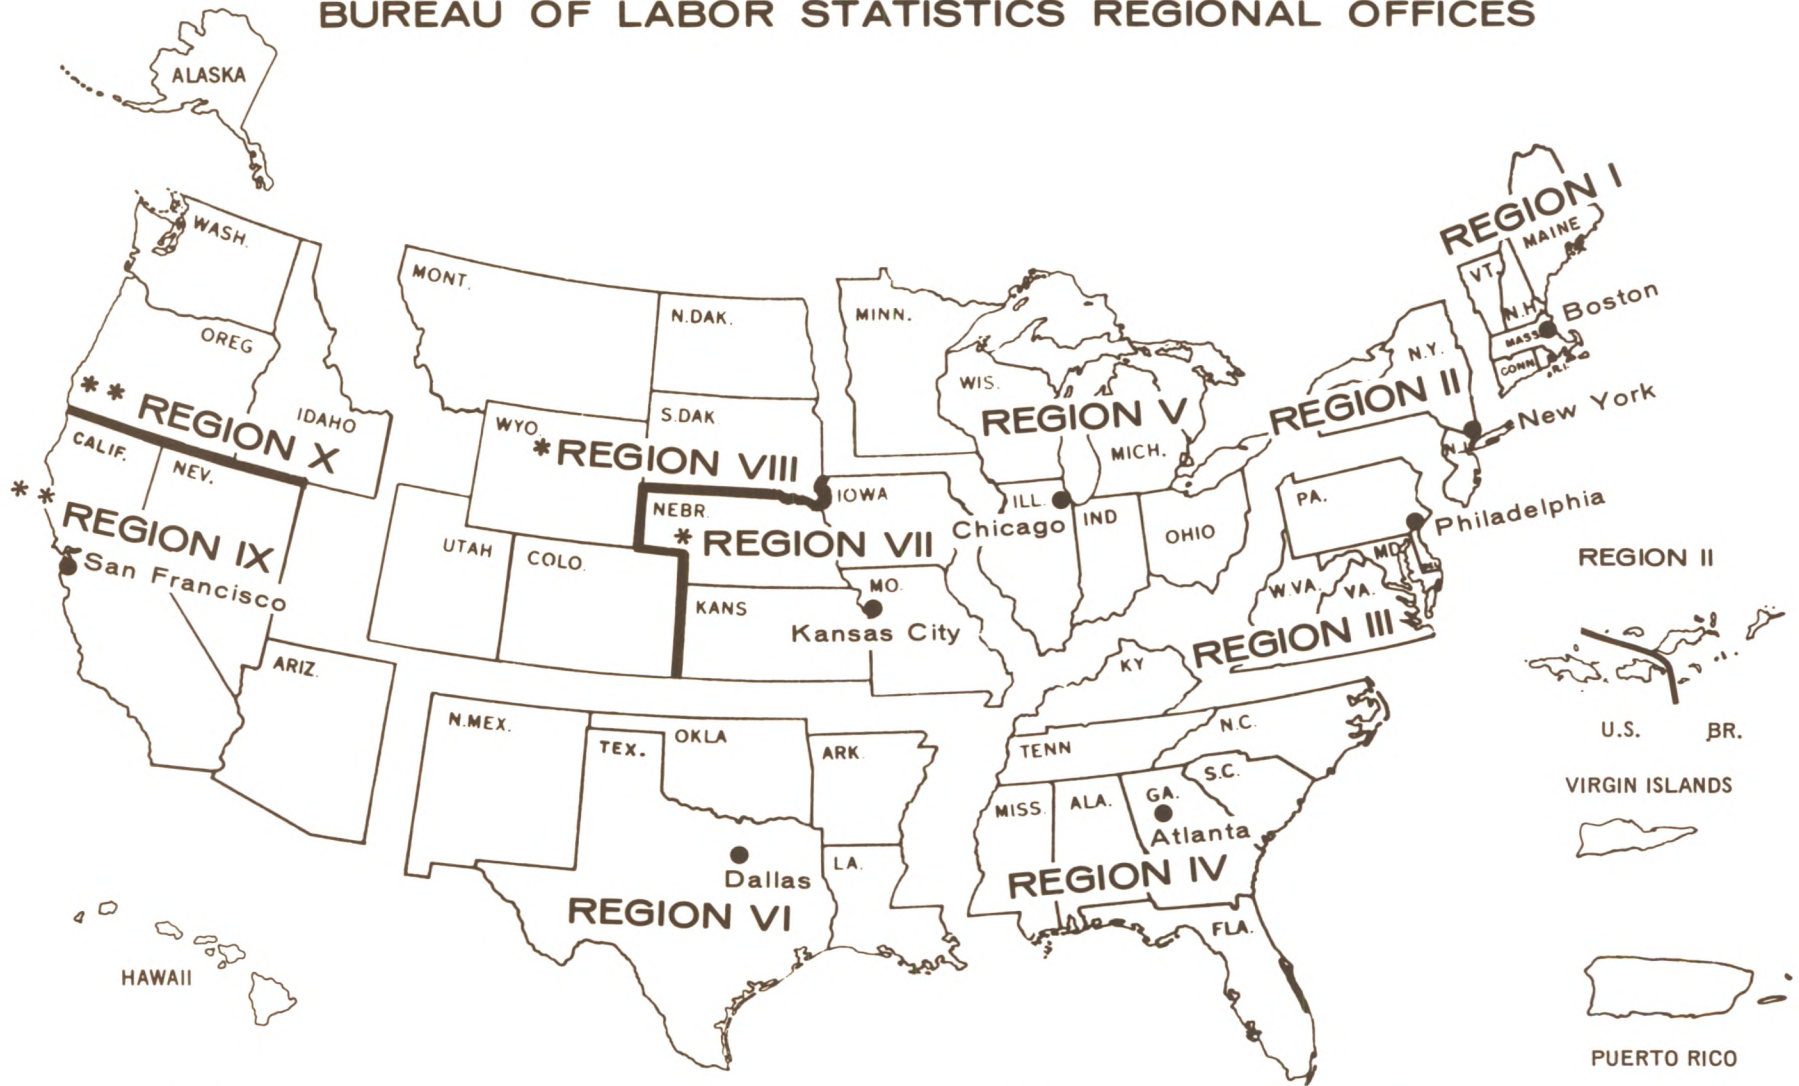 BUREAU OF LABOR STATISTICS REGIONAL OFFICES
ALASKA
WASH.
OREG
IDAHO
** REGION X
CALIF.
NEV.
** REGION IX
San Francisco
ARIZ.
HAWAII
MONT.
N.DAK.
WYO.
S.DAK
* REGION VIII
UTAH
COLO.
NEBR.
IOWA
* REGION VII
KANS
MO.
Kansas City
N.MEX.
TEX.
OKLA
ARK
LA.
Dallas
REGION VI
MINN.
WIS.
REGION V
MICH.
ILL.
Chicago
IND
OHIO
KY
TENN
N.C.
S.C.
MISS.
ALA.
GA.
Atlanta
REGION IV
FLA.
REGION I
MAINE
VT.
N.H.
Boston
MASS
CONN
R.I.
N.Y.
REGION II
New York
N.J.
PA.
Philadelphia
MD.
DEL
W.VA.
VA.
REGION III
REGION II
U.S.
BR.
VIRGIN ISLANDS
PUERTO RICO